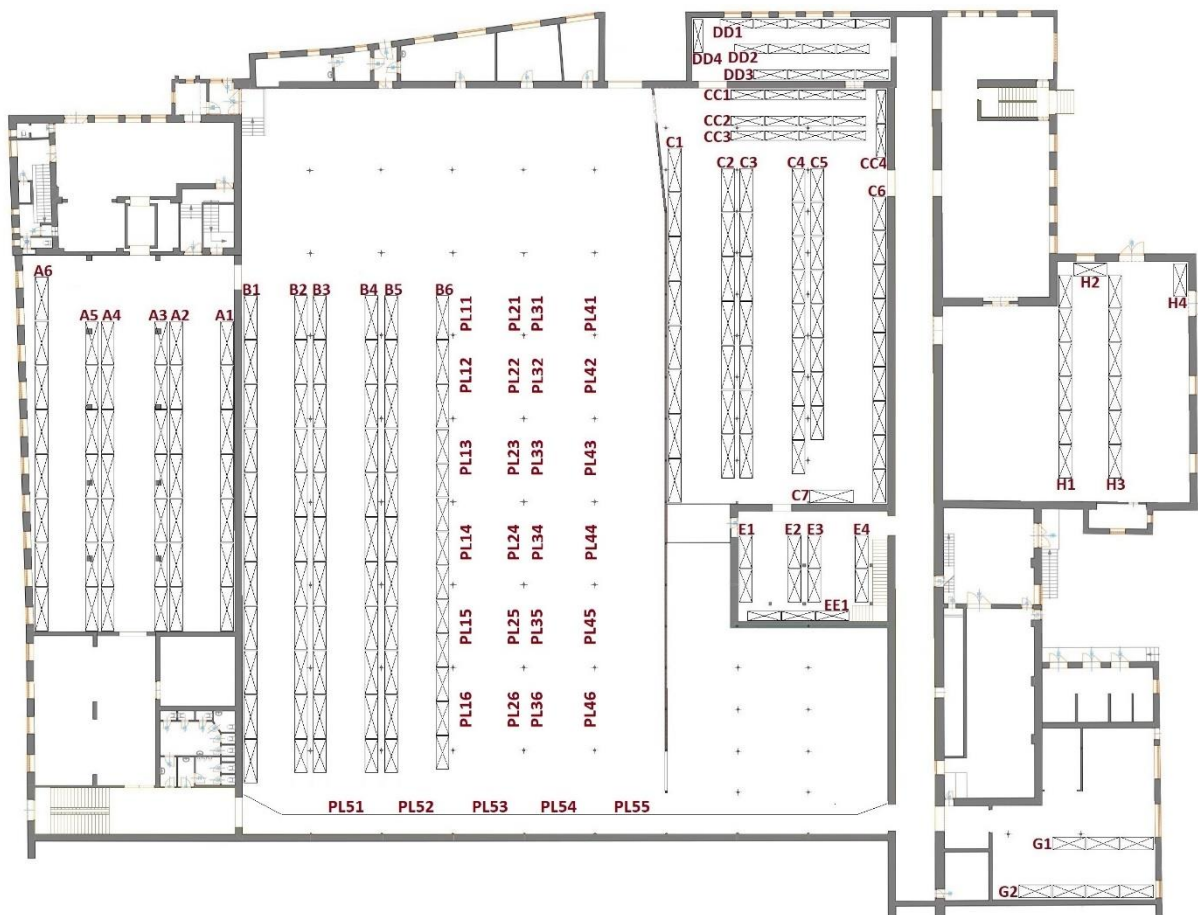 DD1
DD4 DD2
DD3
CC1
CC2
CC3
C1
C2 C3 C4 C5 CC4
C6
A6
H2 H4
B1 B2 B3 B4 B5 B6
PL11 PL21 PL31 PL41
A5 A4 A3 A2 A1
PL12 PL22 PL32 PL42
PL13 PL23 PL33 PL43
H1 H3
C7
E1 E2 E3 E4
PL14 PL24 PL34 PL44
EE1
PL15 PL25 PL35 PL45
PL16 PL26 PL36 PL46
PL51 PL52 PL53 PL54 PL55
G1
G2